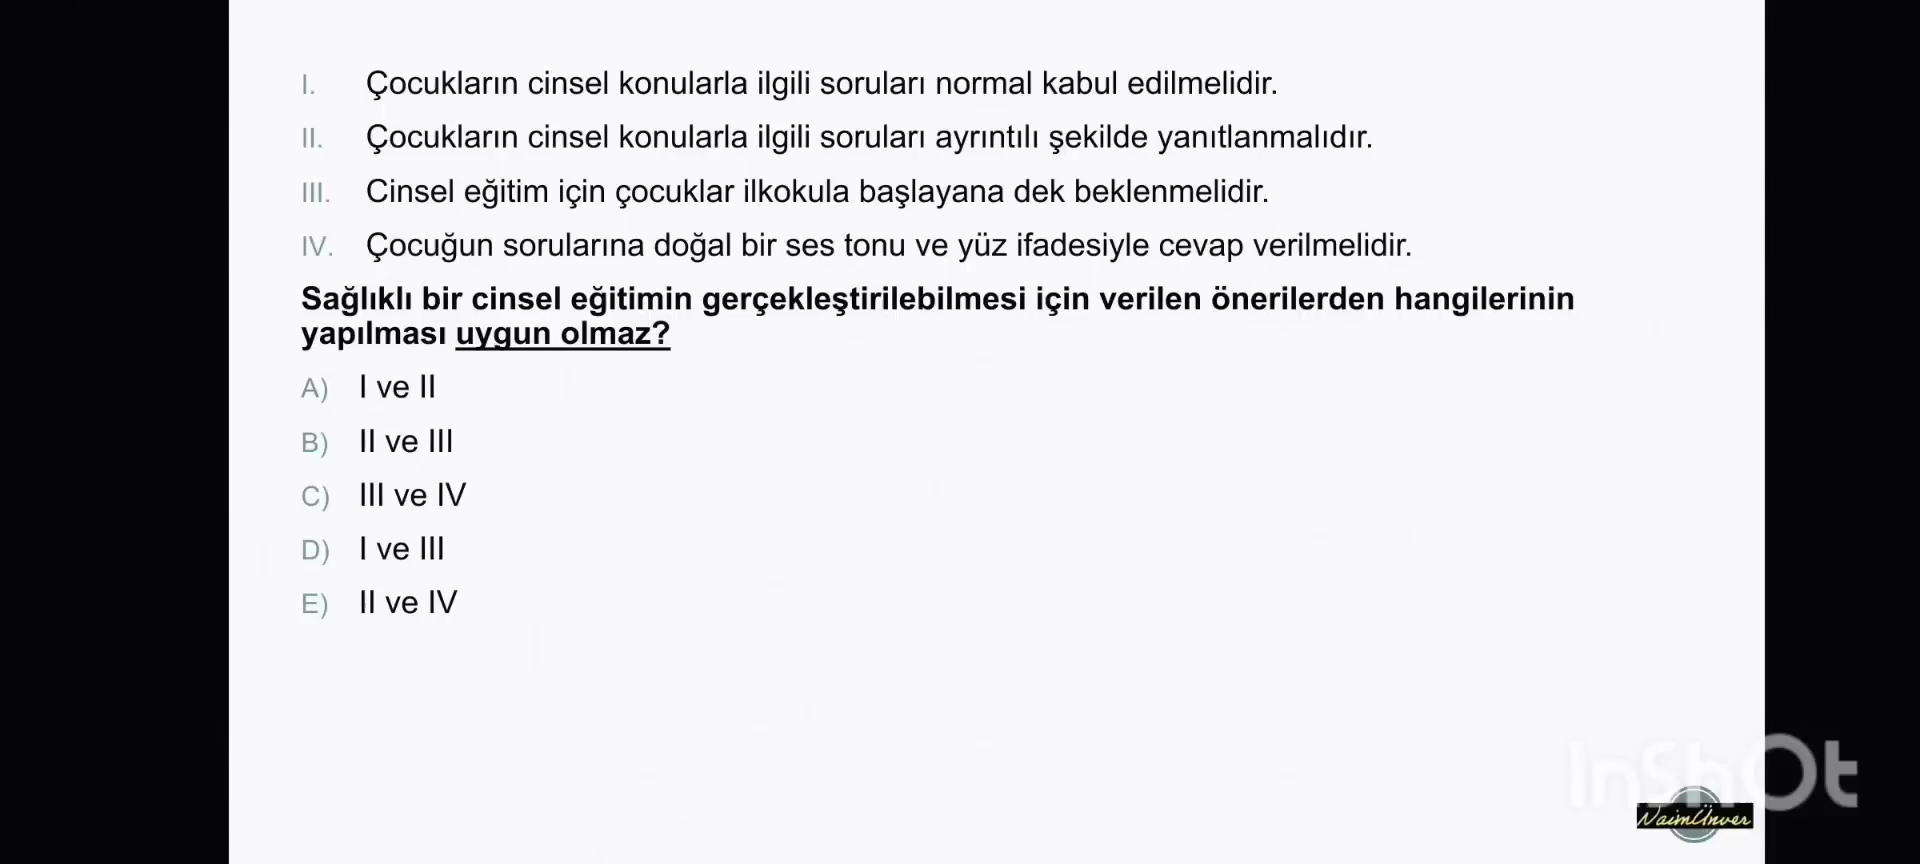 I. Çocukların cinsel konularla ilgili soruları normal kabul edilmelidir.
II. Çocukların cinsel konularla ilgili soruları ayrıntılı şekilde yanıtlanmalıdır.
III. Cinsel eğitim için çocuklar ilkokula başlayana dek beklenmelidir.
IV. Çocuğun sorularına doğal bir ses tonu ve yüz ifadesiyle cevap verilmelidir.
Sağlıklı bir cinsel eğitimin gerçekleştirilebilmesi için verilen önerilerden hangilerinin
yapılması uygun olmaz?
A) I ve II
B) II ve III
C) III ve IV
D) I ve III
E) II ve IV
InShOt
NaimÜnver